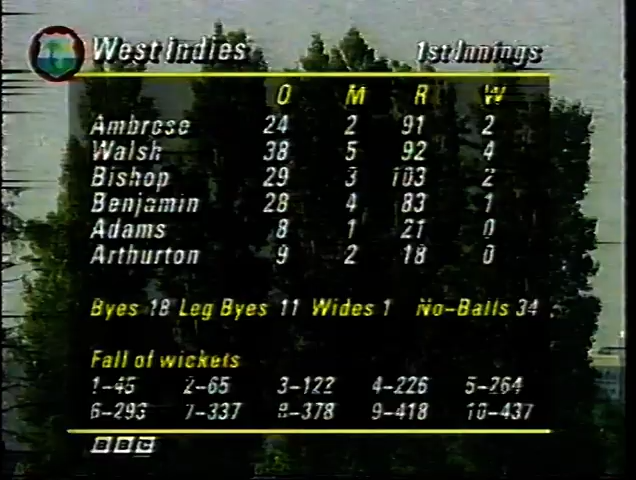 West Indies 1st Innings
O M R W
Ambrose 24 2 91 2
Walsh 38 5 92 4
Bishop 29 3 103 2
Benjamin 28 4 83 1
Adams 8 1 21 0
Arthurton 9 2 18 0
Byes 18 Leg Byes 11 Wides 1 No-Balls 34
Fall of wickets
1-45 2-65 3-122 4-226 5-264
6-293 7-337 8-378 9-418 10-437
BBC